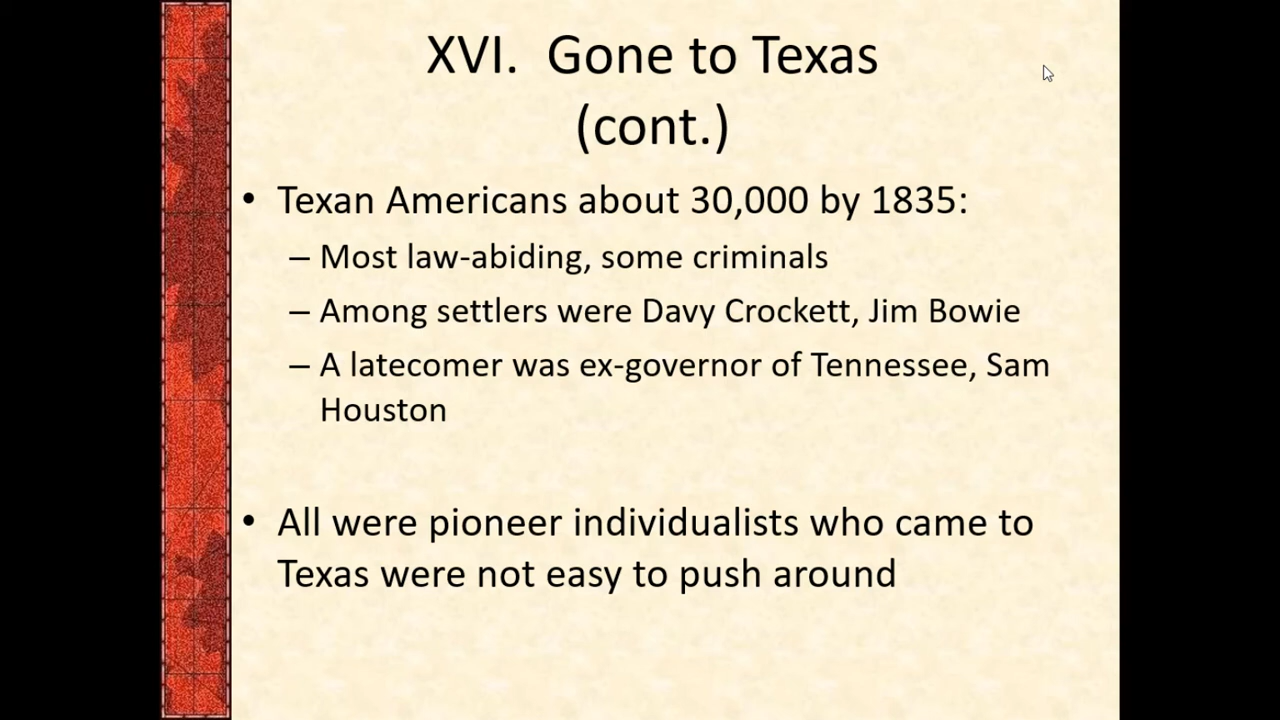 XVI. Gone to Texas
(cont.)
• Texan Americans about 30,000 by 1835:
– Most law-abiding, some criminals
– Among settlers were Davy Crockett, Jim Bowie
– A latecomer was ex-governor of Tennessee, Sam
Houston
• All were pioneer individualists who came to
Texas were not easy to push around